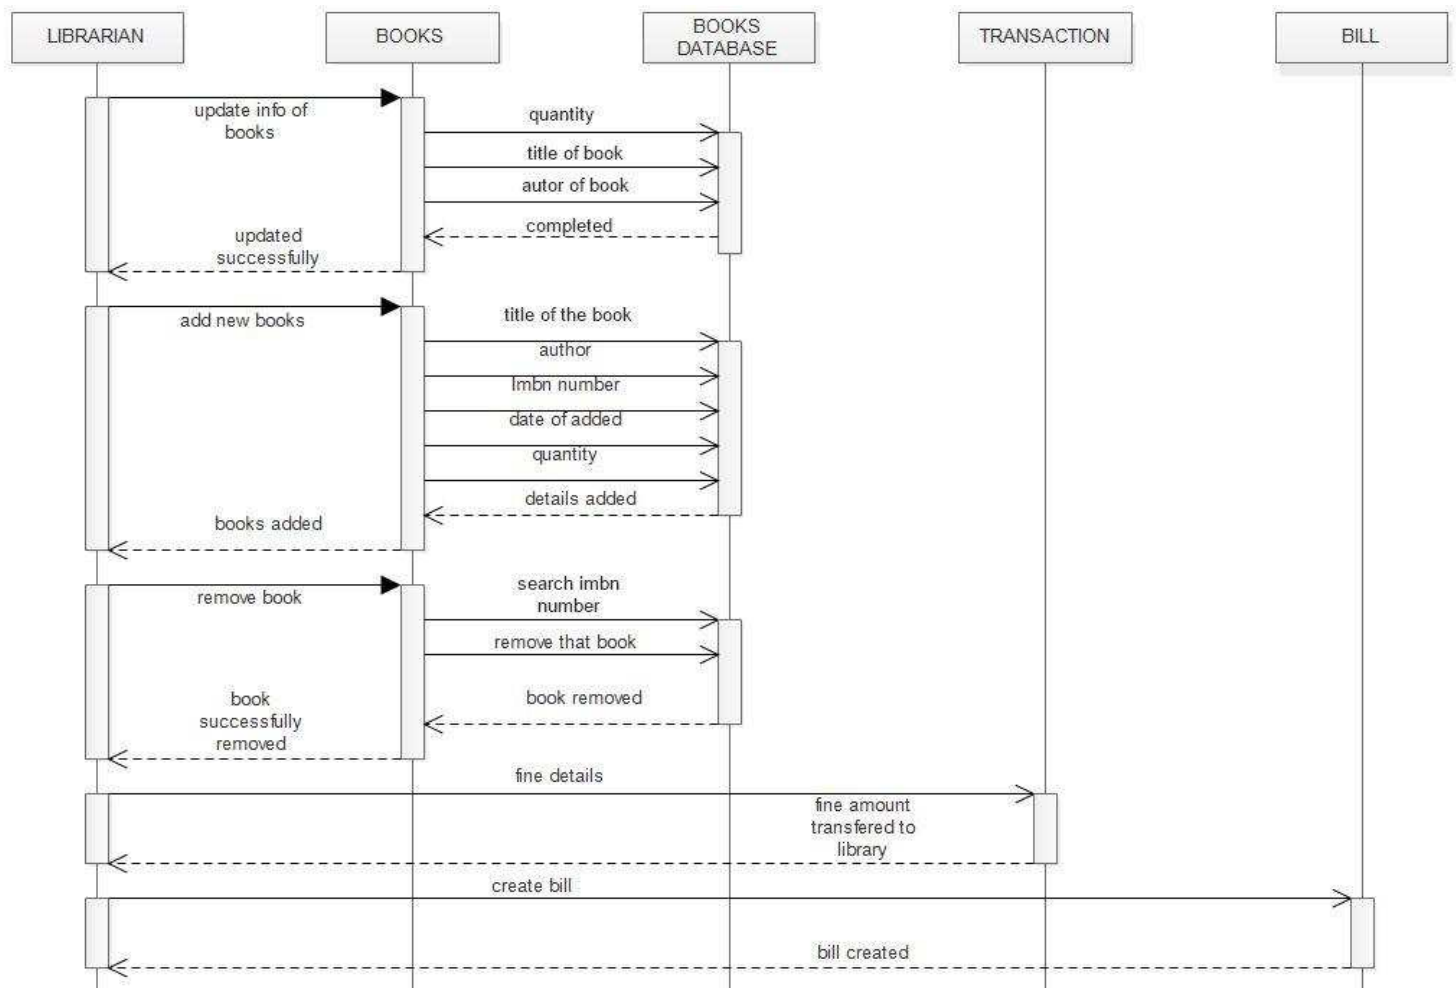 LIBRARIAN
BOOKS
BOOKS
DATABASE
TRANSACTION
BILL
update info of
books
quantity
title of book
autor of book
completed
updated
successfully
add new books
title of the book
author
Imbn number
date of added
quantity
details added
books added
remove book
search imbn
number
remove that book
book removed
book
successfully
removed
fine details
fine amount
transfered to
library
create bill
bill created